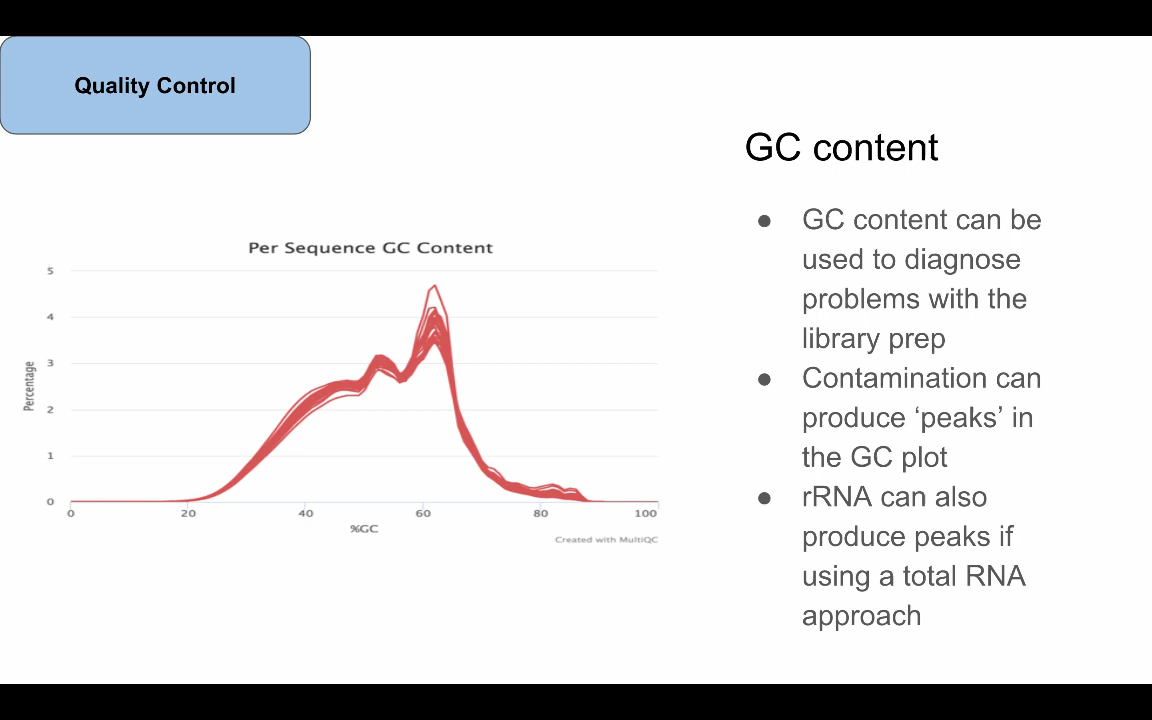 Quality Control
GC content
● GC content can be
used to diagnose
problems with the
library prep
● Contamination can
produce ‘peaks’ in
the GC plot
● rRNA can also
produce peaks if
using a total RNA
approach
Per Sequence GC Content
Percentage
5
4
3
2
1
0
0 20 40 60 80 100
%GC
Created with MultiQC